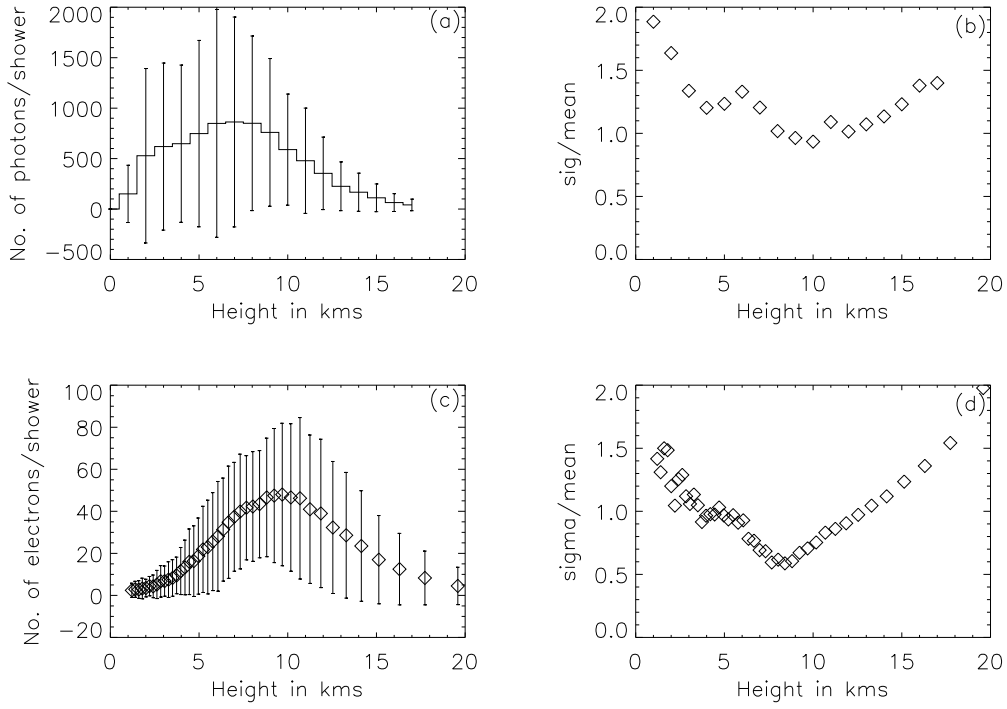 No. of photons/shower
2000
1500
1000
500
0
−500
(a)
0 5 10 15 20
Height in kms
sig/mean
2.0
1.5
1.0
0.5
0.0
(b)
0 5 10 15 20
Height in kms
No. of electrons/shower
100
80
60
40
20
0
−20
(c)
0 5 10 15 20
Height in kms
sigma/mean
2.0
1.5
1.0
0.5
0.0
(d)
0 5 10 15 20
Height in kms